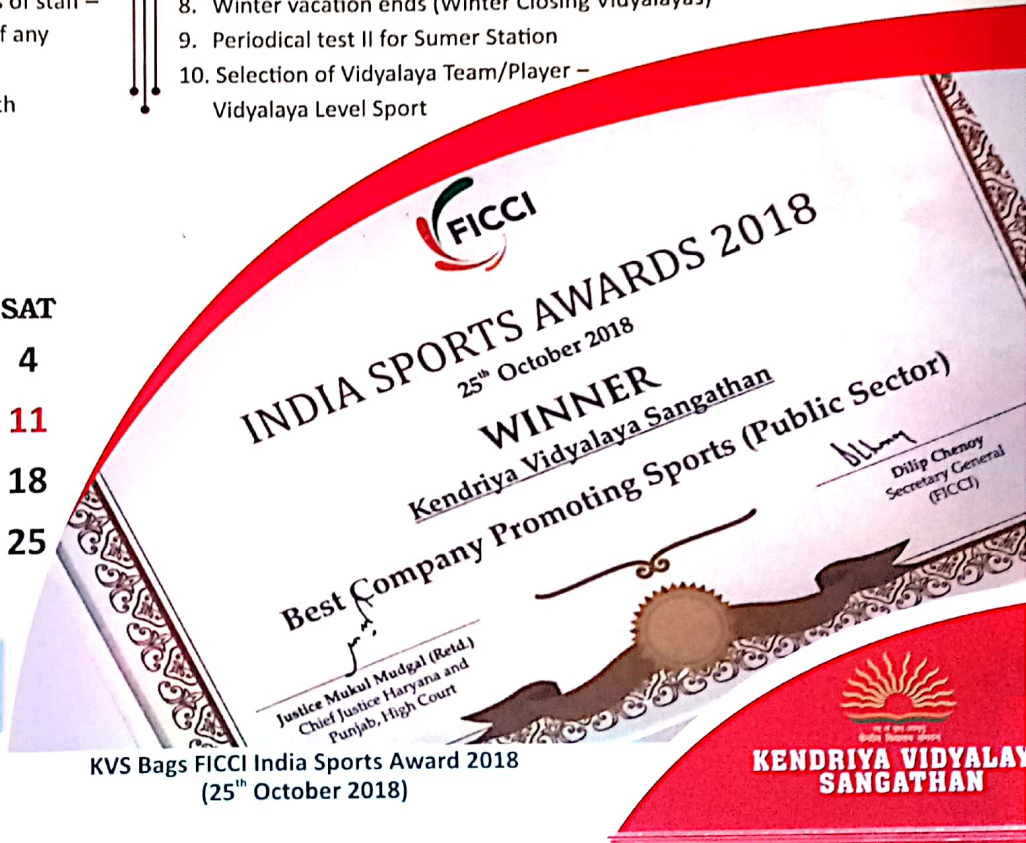 of staff –
f any
th
8. Winter vacation ends (Winter Closing Vidyalayas)
9. Periodical test II for Sumer Station
10. Selection of Vidyalaya Team/Player –
Vidyalaya Level Sport
SAT
4
11
18
25
FICCI
INDIA SPORTS AWARDS 2018
25th October 2018
WINNER
Kendriya Vidyalaya Sangathan
Best Company Promoting Sports (Public Sector)
Dilip Chenoy
Secretary General
(FICCI)
Justice Mukul Mudgal (Retd.)
Chief Justice Haryana and
Punjab, High Court
KVS Bags FICCI India Sports Award 2018
(25th October 2018)
KENDRIYA VIDYALAY
SANGATHAN